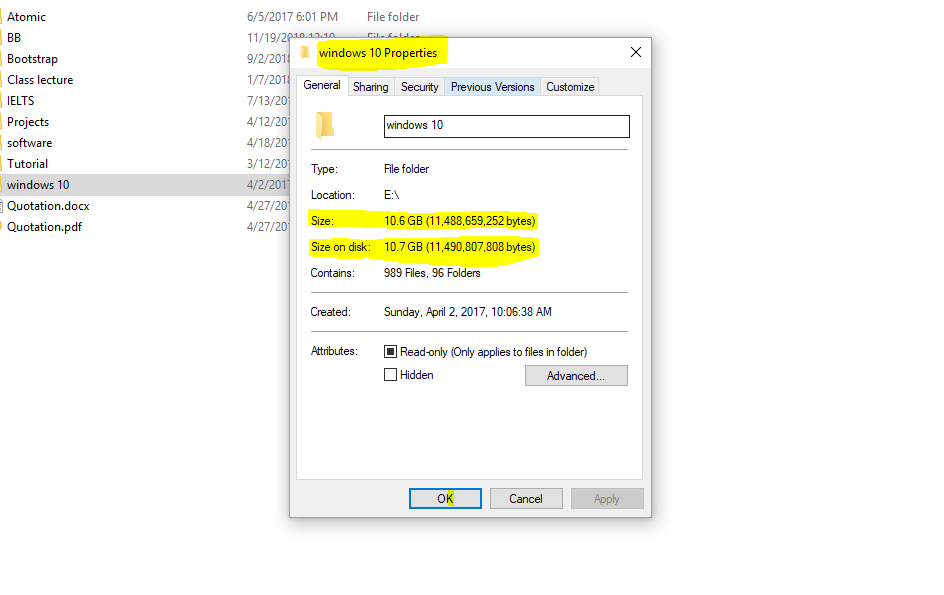 Atomic 6/5/2017 6:01 PM File folder
BB 11/19/2018 12:10 File folder
windows 10 Properties
Bootstrap 9/2/201
Class lecture 1/7/201
General Sharing Security Previous Versions Customize
IELTS 7/13/201
Projects 4/12/201
windows 10
software 4/18/201
Tutorial 3/12/201
Type: File folder
windows 10 4/2/2017
Location: E:\
Quotation.docx 4/27/201
Size: 10.6 GB (11,488,659,252 bytes)
Quotation.pdf 4/27/201
Size on disk: 10.7 GB (11,490,807,808 bytes)
Contains: 989 Files, 96 Folders
Created: Sunday, April 2, 2017, 10:06:38 AM
Attributes: Read-only (Only applies to files in folder)
Hidden Advanced...
OK Cancel Apply